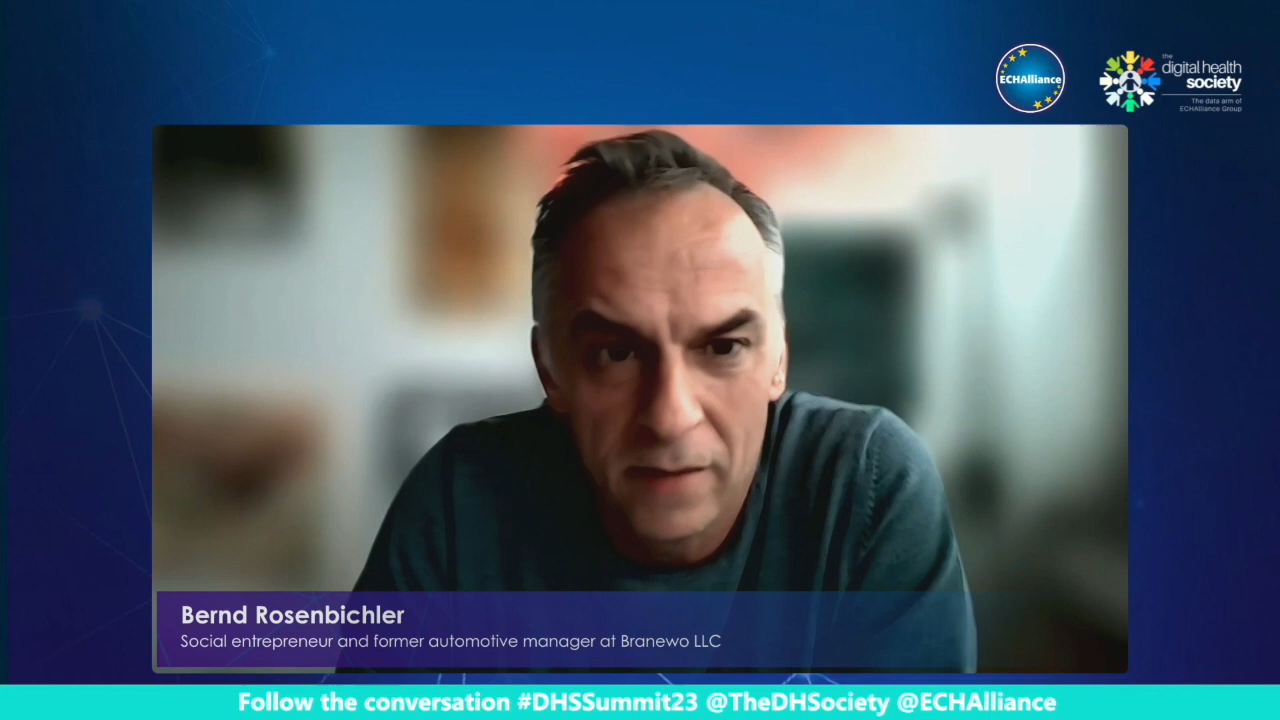 ECHAlliance
the
digital health
society
The data arm of
ECHAlliance Group
Bernd Rosenbichler
Social entrepreneur and former automotive manager at Branewo LLC
Follow the conversation #DHSSummit23 @TheDHSociety @ECHAlliance